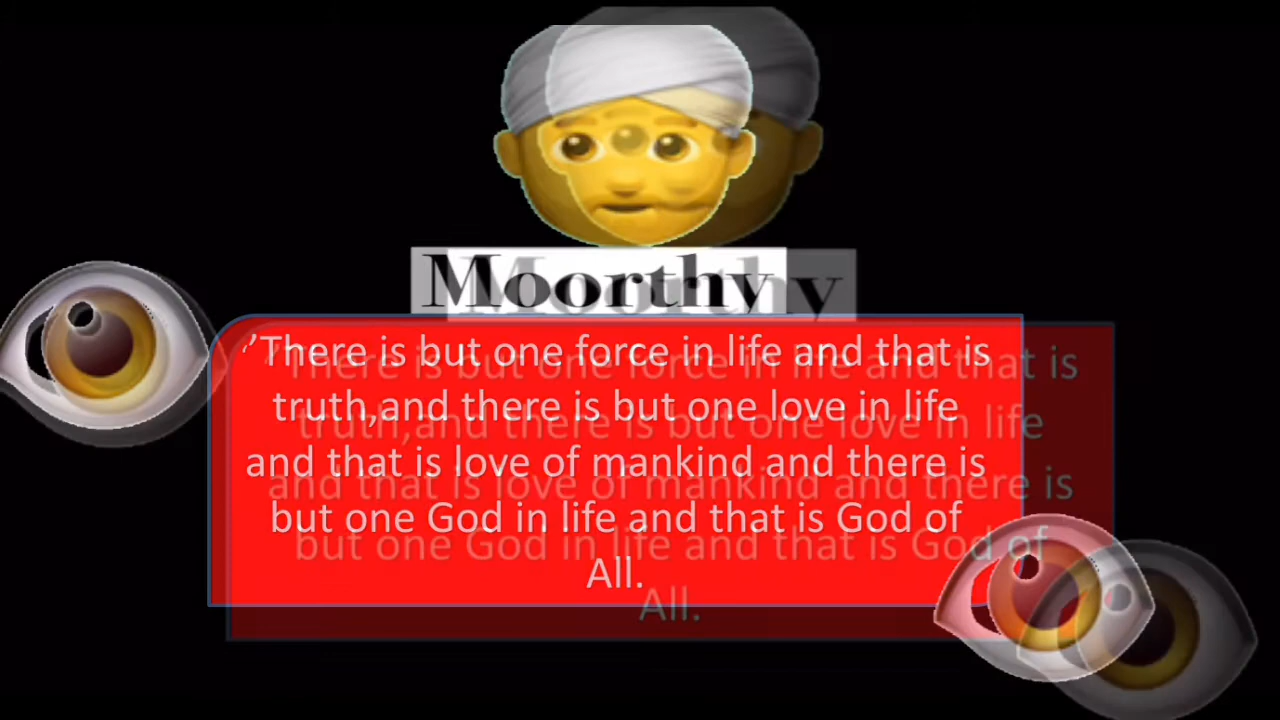 Moorthy
‘’There is but one force in life and that is
truth,and there is but one love in life
and that is love of mankind and there is
but one God in life and that is God of
All.